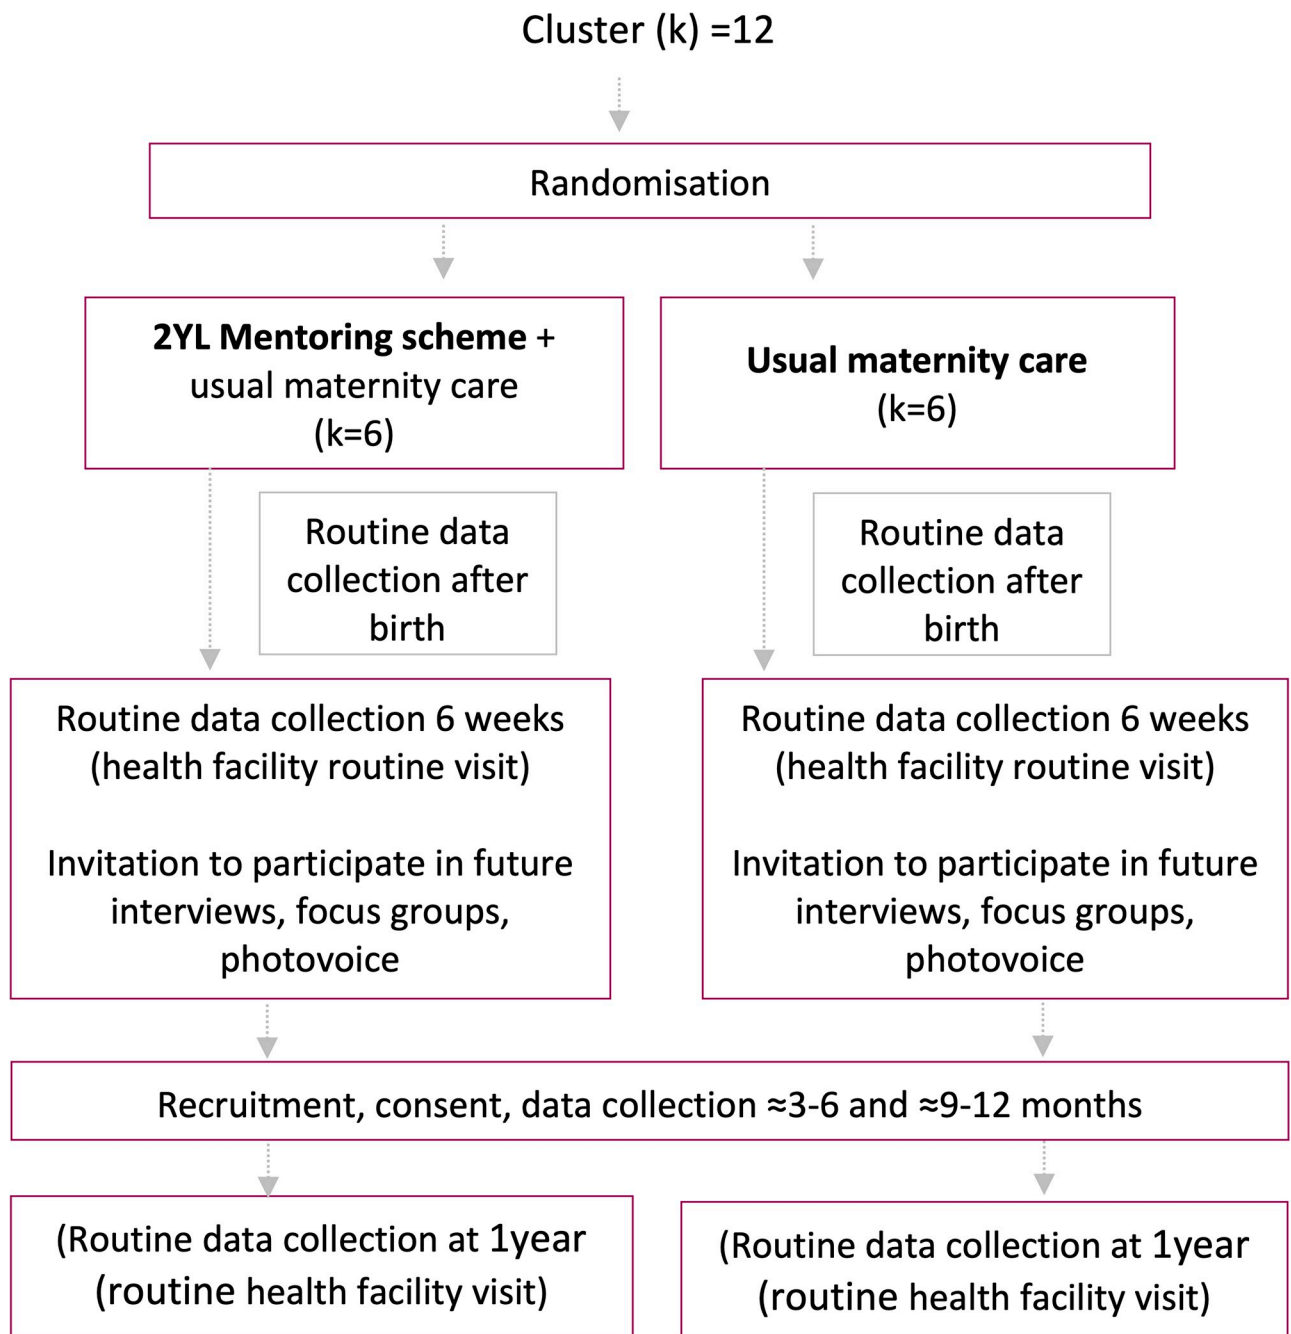 Cluster (k) =12
Randomisation
2YL Mentoring scheme +
usual maternity care
(k=6)
Usual maternity care
(k=6)
Routine data
collection after
birth
Routine data
collection after
birth
Routine data collection 6 weeks
(health facility routine visit)
Invitation to participate in future
interviews, focus groups,
photovoice
Routine data collection 6 weeks
(health facility routine visit)
Invitation to participate in future
interviews, focus groups,
photovoice
Recruitment, consent, data collection ≈3-6 and ≈9-12 months
(Routine data collection at 1year
(routine health facility visit)
(Routine data collection at 1year
(routine health facility visit)